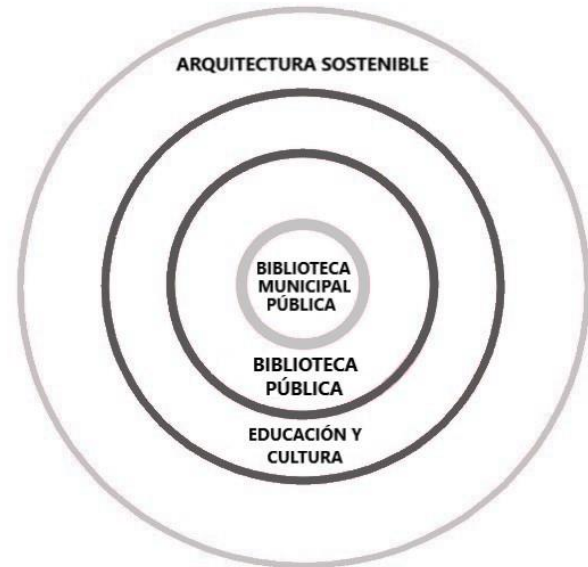 ARQUITECTURA SOSTENIBLE
BIBLIOTECA
MUNICIPAL
PÚBLICA
BIBLIOTECA
PÚBLICA
EDUCACIÓN Y
CULTURA